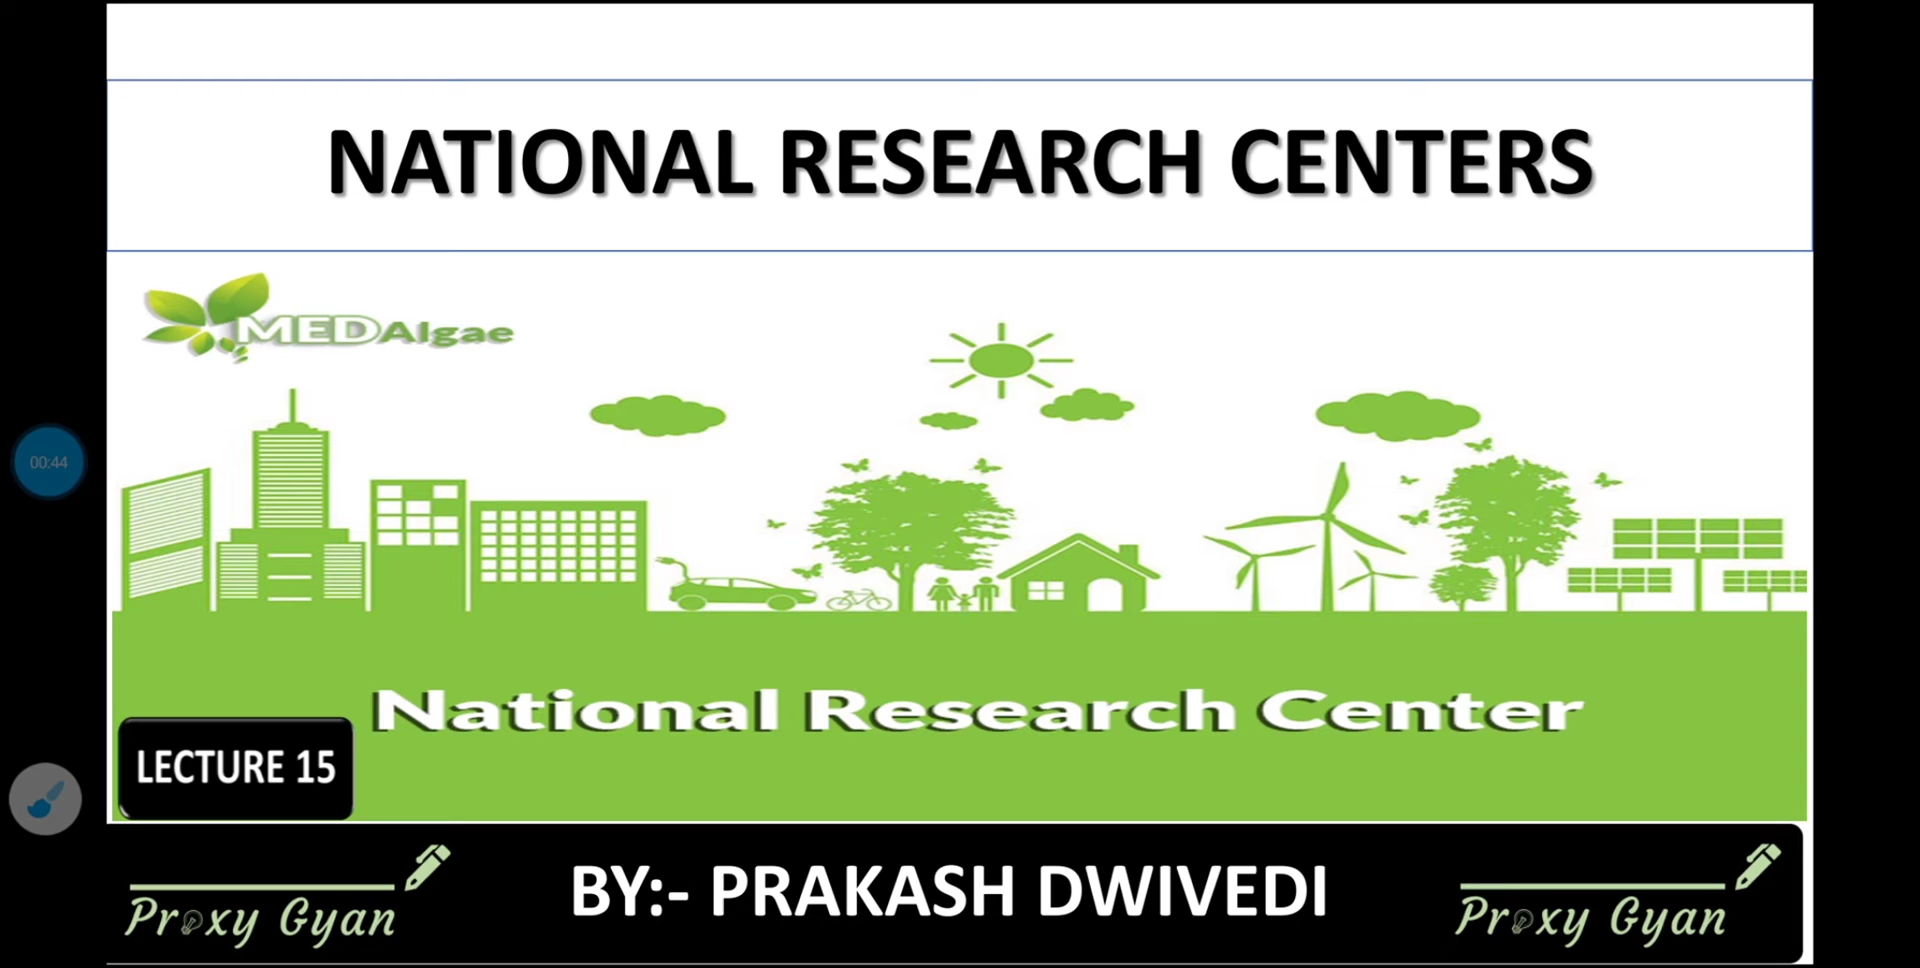 NATIONAL RESEARCH CENTERS
MEDAlgae
00:44
National Research Center
LECTURE 15
BY:- PRAKASH DWIVEDI
Proxy Gyan
Proxy Gyan